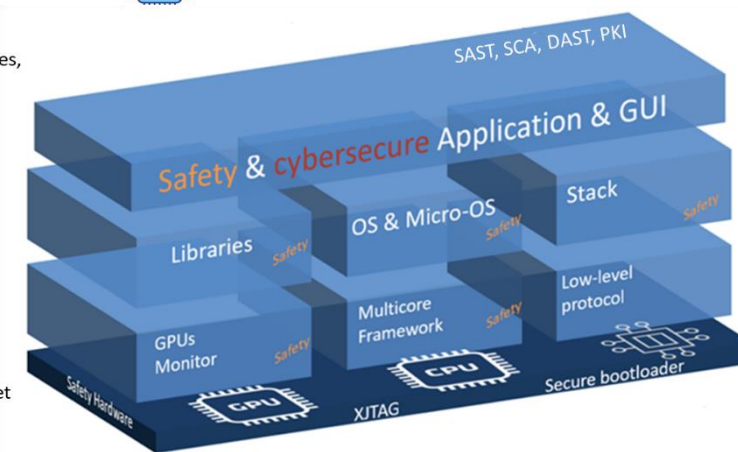 SAST, SCA, DAST, PKI
es,
Safety & cybersecure Application & GUI
Libraries
Safety
OS & Micro-OS
Safety
Stack
Safety
GPUs
Monitor
Safety
Multicore
Framework
Safety
Low-level
protocol
et
Safety Hardware
GPU
XJTAG
CPU
Secure bootloader